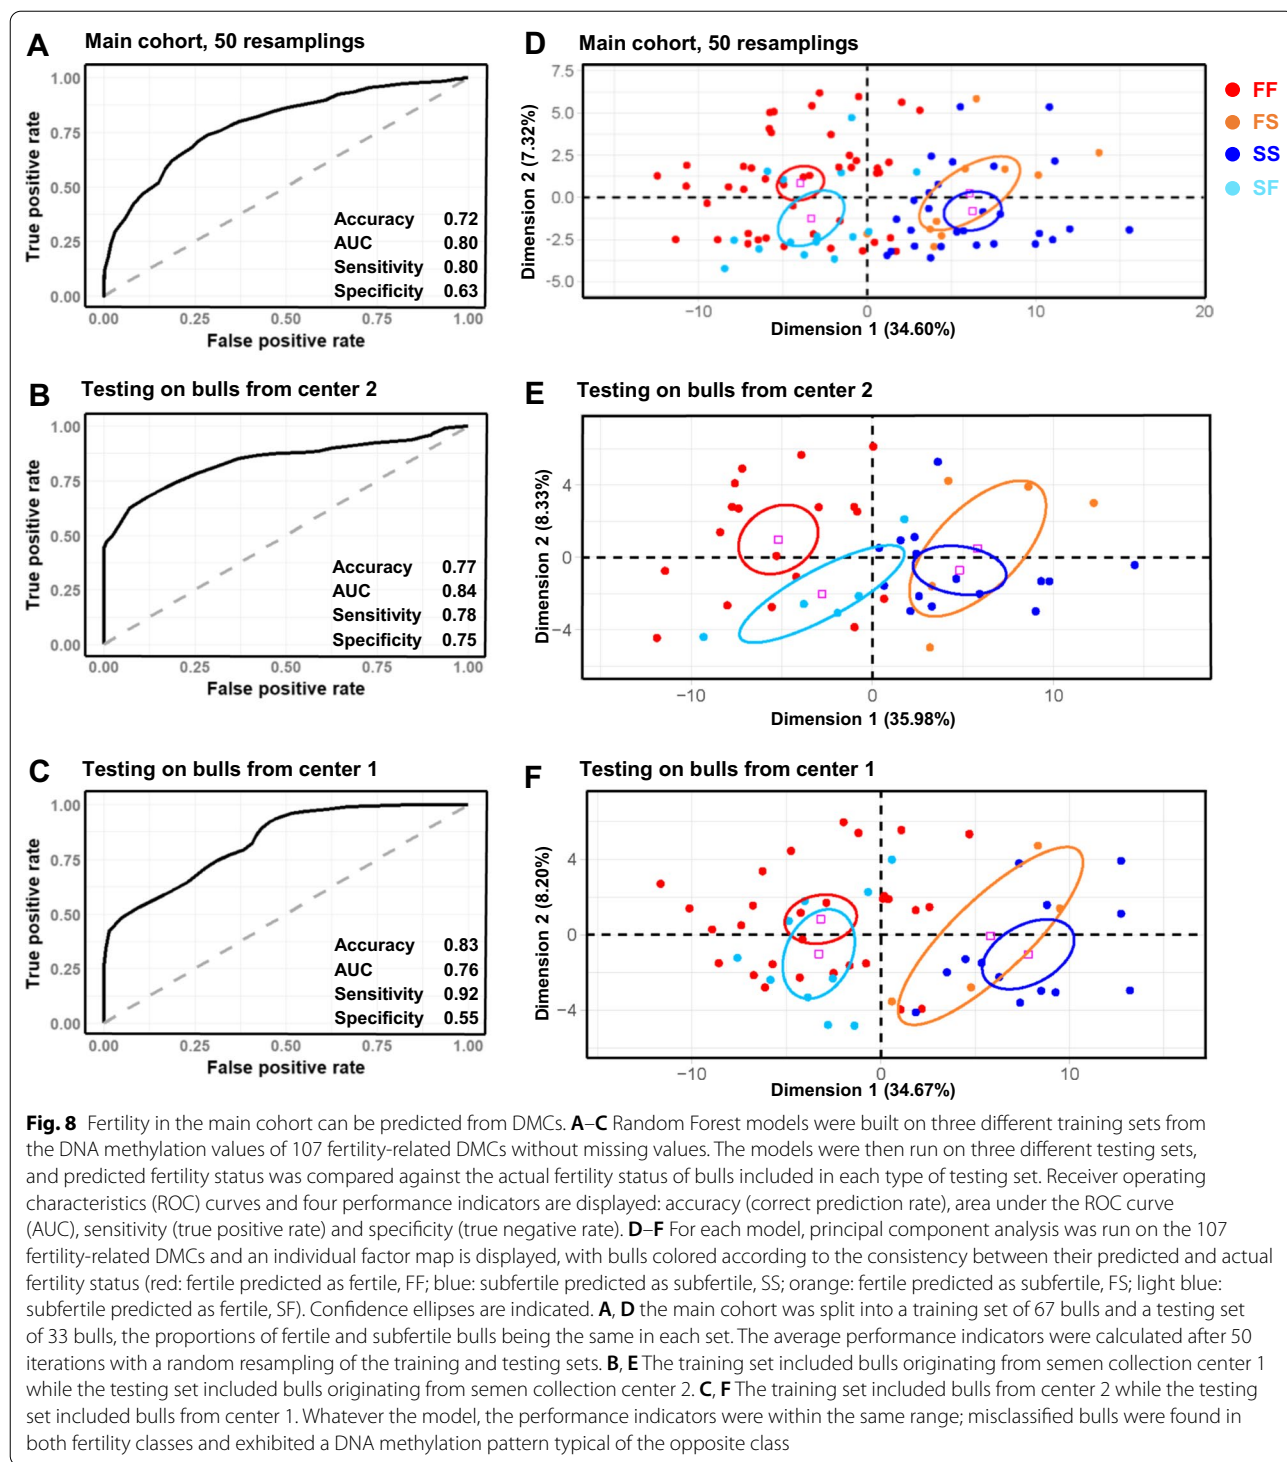 A Main cohort, 50 resamplings
1.00
0.75
0.50
0.25
0.00
True positive rate
Accuracy 0.72
AUC 0.80
Sensitivity 0.80
Specificity 0.63
0.00 0.25 0.50 0.75 1.00
False positive rate
D Main cohort, 50 resamplings
7.5
5.0
2.5
0.0
−2.5
−5.0
Dimension 2 (7.32%)
−10 0 10 20
Dimension 1 (34.60%)
FF
FS
SS
SF
B Testing on bulls from center 2
1.00
0.75
0.50
0.25
0.00
True positive rate
Accuracy 0.77
AUC 0.84
Sensitivity 0.78
Specificity 0.75
0.00 0.25 0.50 0.75 1.00
False positive rate
E Testing on bulls from center 2
4
0
−4
Dimension 2 (8.33%)
−10 0 10
Dimension 1 (35.98%)
C Testing on bulls from center 1
1.00
0.75
0.50
0.25
0.00
True positive rate
Accuracy 0.83
AUC 0.76
Sensitivity 0.92
Specificity 0.55
0.00 0.25 0.50 0.75 1.00
False positive rate
F Testing on bulls from center 1
4
0
−4
Dimension 2 (8.20%)
−10 0 10
Dimension 1 (34.67%)
Fig. 8 Fertility in the main cohort can be predicted from DMCs. A–C Random Forest models were built on three different training sets from
the DNA methylation values of 107 fertility-related DMCs without missing values. The models were then run on three different testing sets,
and predicted fertility status was compared against the actual fertility status of bulls included in each type of testing set. Receiver operating
characteristics (ROC) curves and four performance indicators are displayed: accuracy (correct prediction rate), area under the ROC curve
(AUC), sensitivity (true positive rate) and specificity (true negative rate). D–F For each model, principal component analysis was run on the 107
fertility-related DMCs and an individual factor map is displayed, with bulls colored according to the consistency between their predicted and actual
fertility status (red: fertile predicted as fertile, FF; blue: subfertile predicted as subfertile, SS; orange: fertile predicted as subfertile, FS; light blue:
subfertile predicted as fertile, SF). Confidence ellipses are indicated. A, D the main cohort was split into a training set of 67 bulls and a testing set
of 33 bulls, the proportions of fertile and subfertile bulls being the same in each set. The average performance indicators were calculated after 50
iterations with a random resampling of the training and testing sets. B, E The training set included bulls originating from semen collection center 1
while the testing set included bulls originating from semen collection center 2. C, F The training set included bulls from center 2 while the testing
set included bulls from center 1. Whatever the model, the performance indicators were within the same range; misclassified bulls were found in
both fertility classes and exhibited a DNA methylation pattern typical of the opposite class